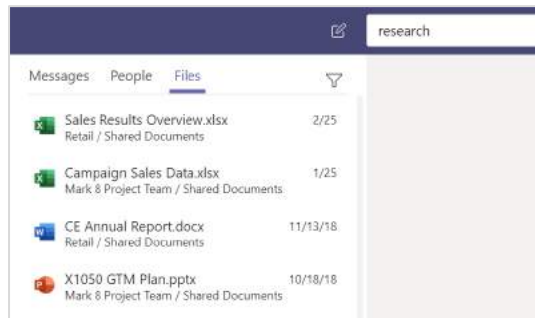 research
Messages People Files
Sales Results Overview.xlsx 2/25
Retail / Shared Documents
Campaign Sales Data.xlsx 1/25
Mark 8 Project Team / Shared Documents
CE Annual Report.docx 11/13/18
Retail / Shared Documents
X1050 GTM Plan.pptx 10/18/18
Mark 8 Project Team / Shared Documents